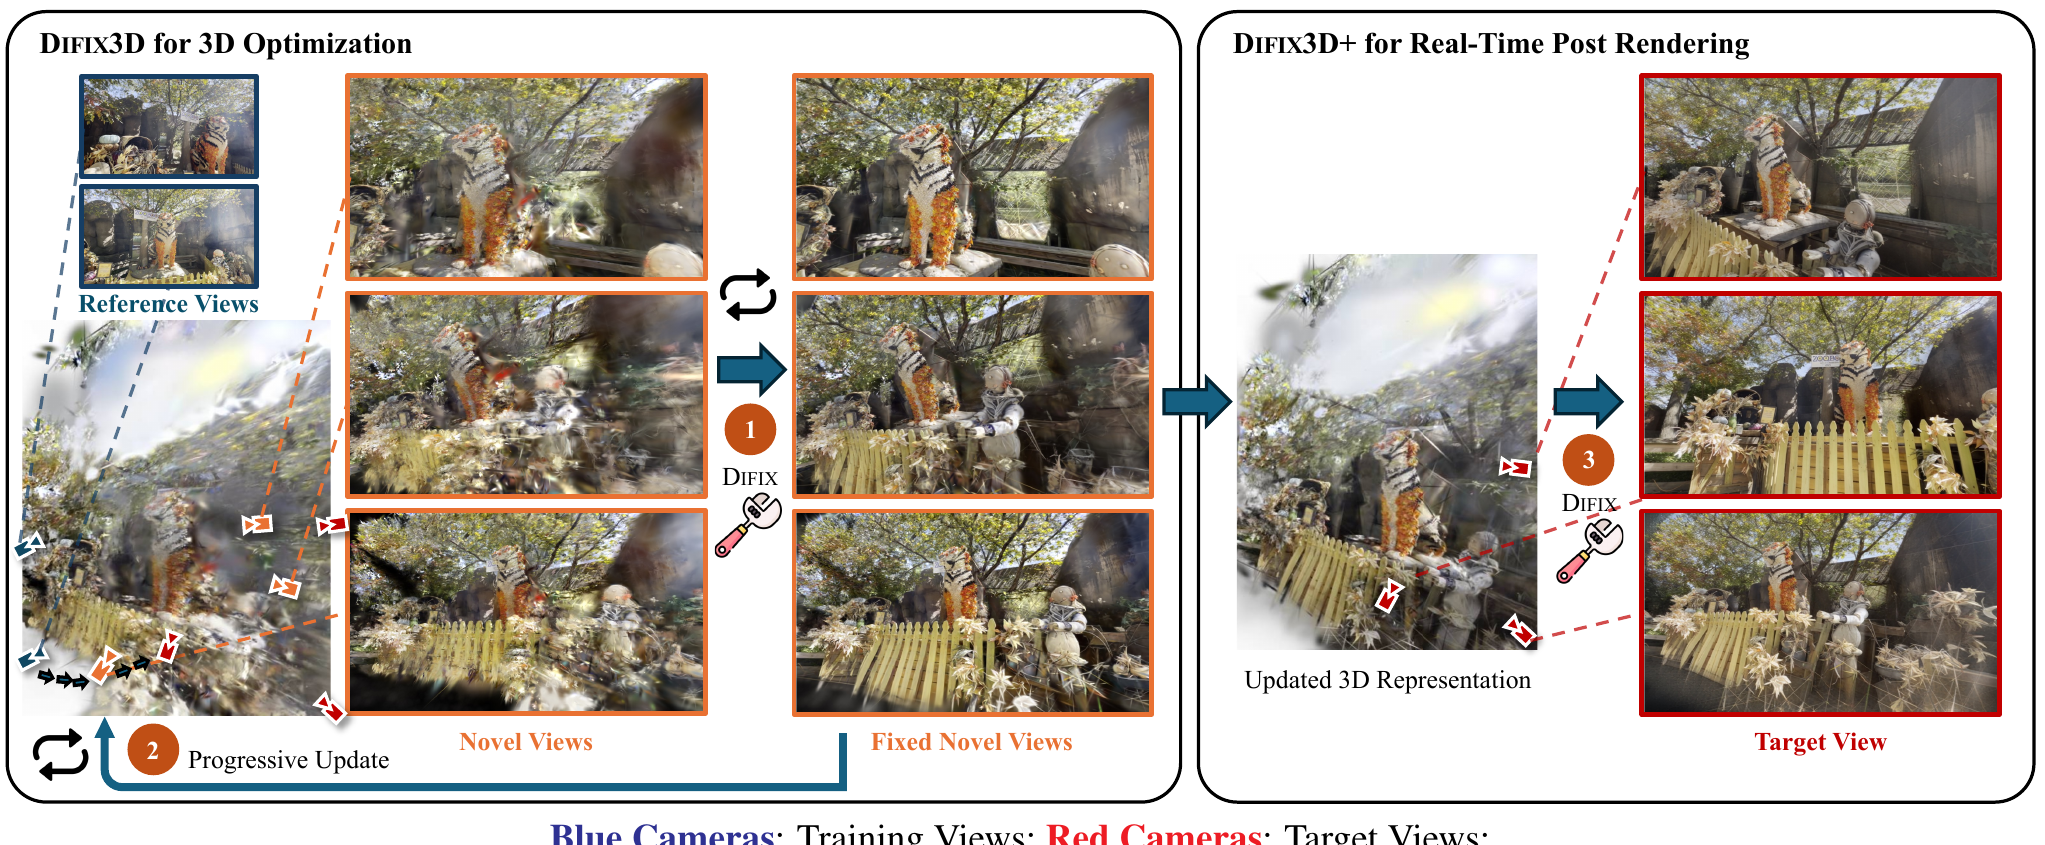 DIFIX3D for 3D Optimization
Reference Views
1
DIFIX
2
Progressive Update
Novel Views
Fixed Novel Views
DIFIX3D+ for Real-Time Post Rendering
Updated 3D Representation
3
DIFIX
Target View
Blue Cameras: Training Views; Red Cameras: Target Views;